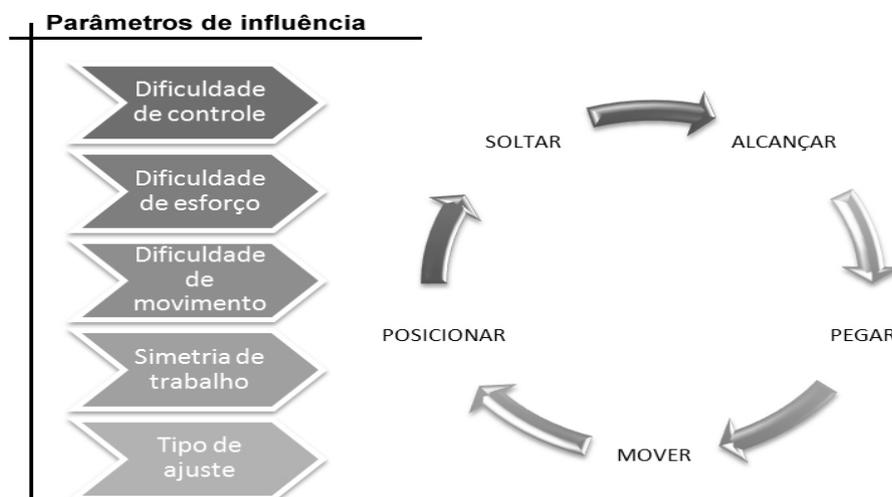 Parâmetros de influência
Dificuldade
de controle
Dificuldade
de esforço
Dificuldade
de
movimento
Simetria de
trabalho
Tipo de
ajuste
SOLTAR
ALCANÇAR
PEGAR
MOVER
POSICIONAR